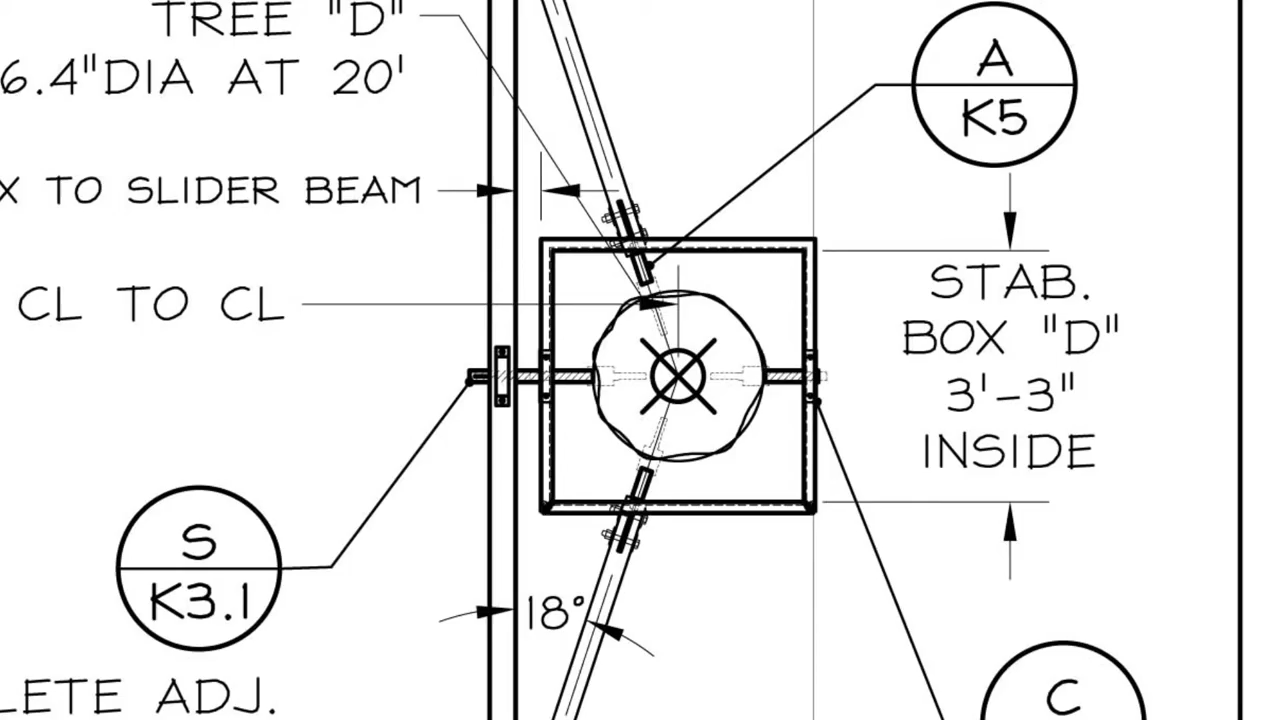 TREE "D"
6.4"DIA AT 20'
A
K5
X TO SLIDER BEAM
CL TO CL
STAB.
BOX "D"
3'-3"
INSIDE
S
K3.1
18°
LETE ADJ.
C